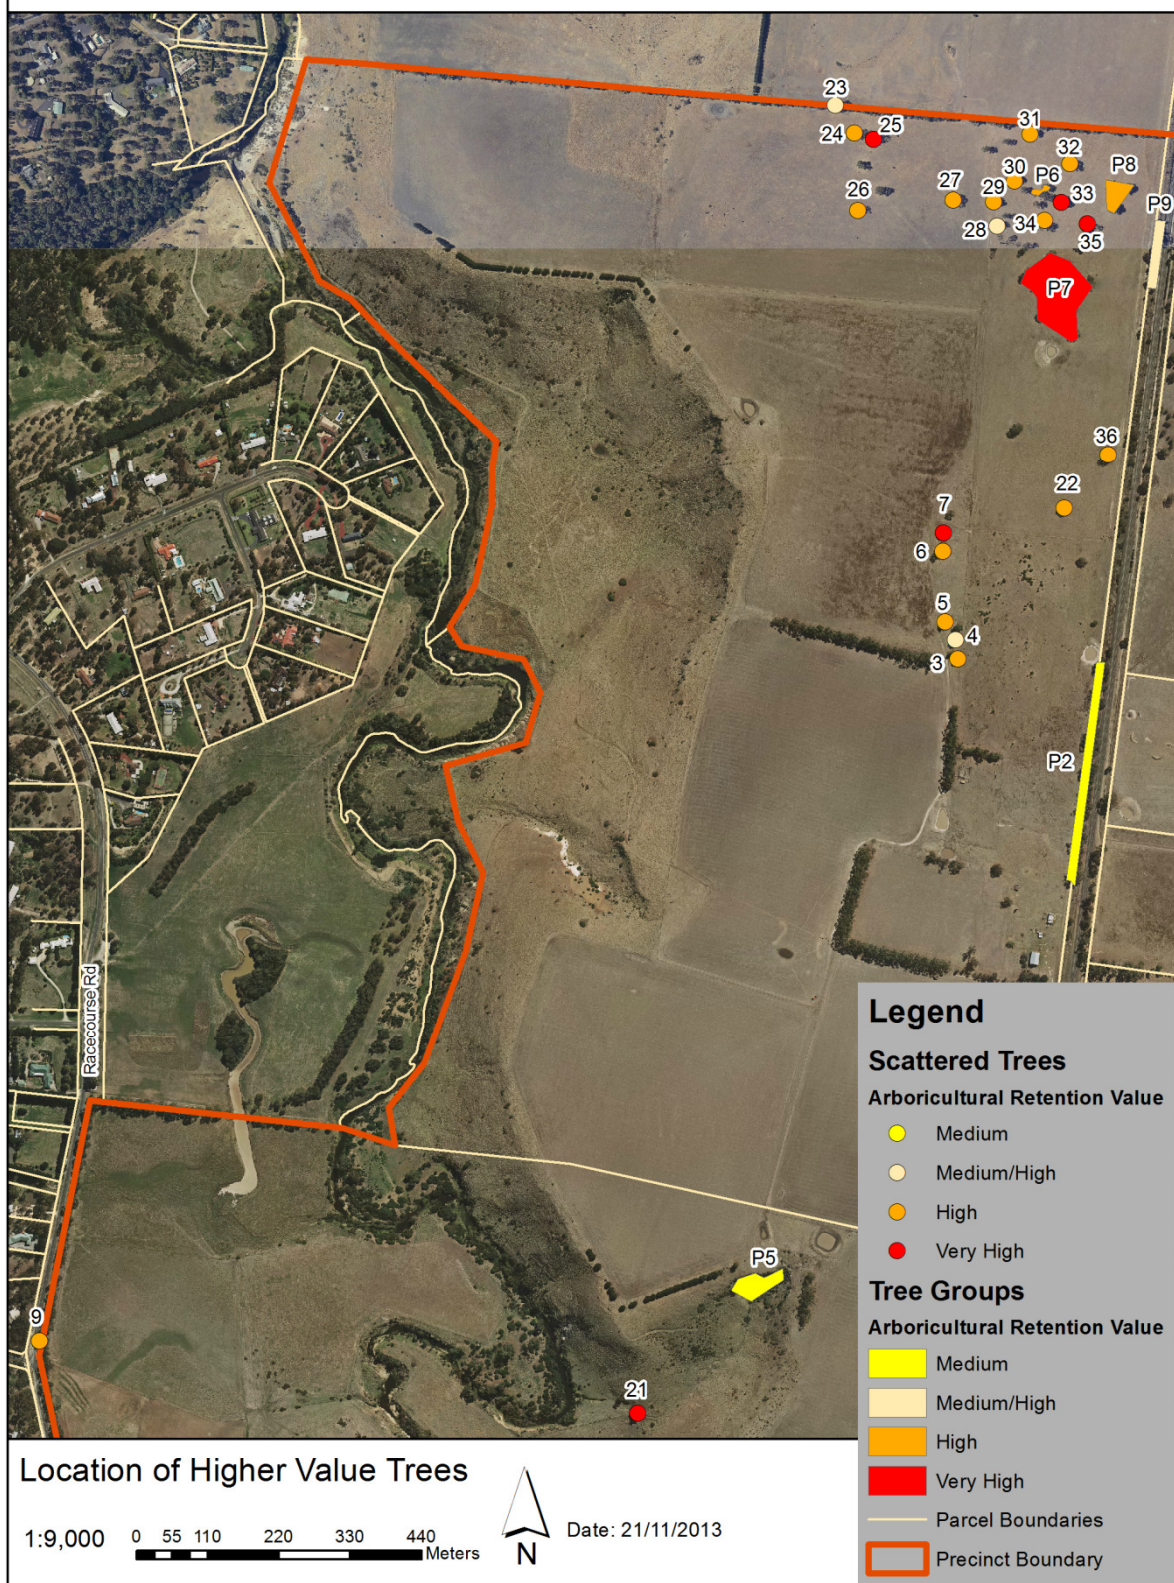 23
24
25
31
32
30
P6
P8
26
27
29
33
P9
28
34
35
P7
36
22
7
6
5
4
3
P2
Racecourse Rd
P5
9
21
Legend
Scattered Trees
Arboricultural Retention Value
Medium
Medium/High
High
Very High
Tree Groups
Arboricultural Retention Value
Medium
Medium/High
High
Very High
Parcel Boundaries
Precinct Boundary
Location of Higher Value Trees
1:9,000
0 55 110 220 330 440
Meters
N
Date: 21/11/2013